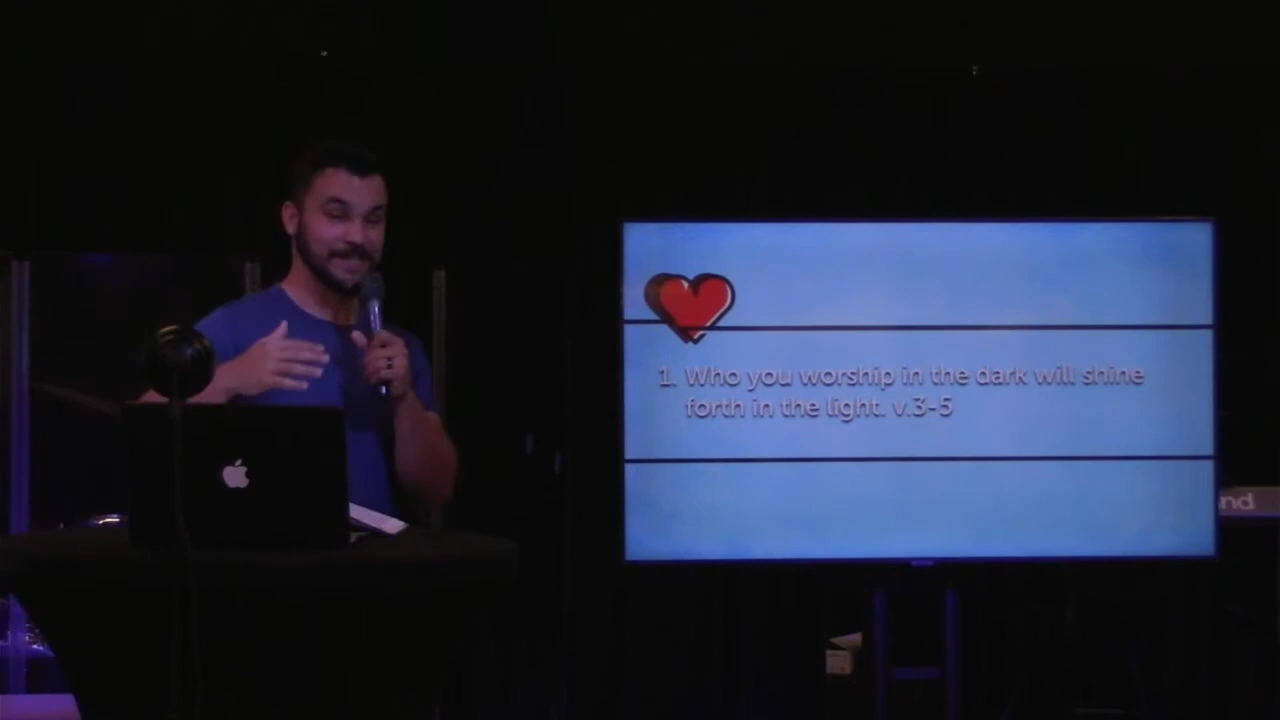 1. Who you worship in the dark will shine
forth in the light. v.3-5
nd